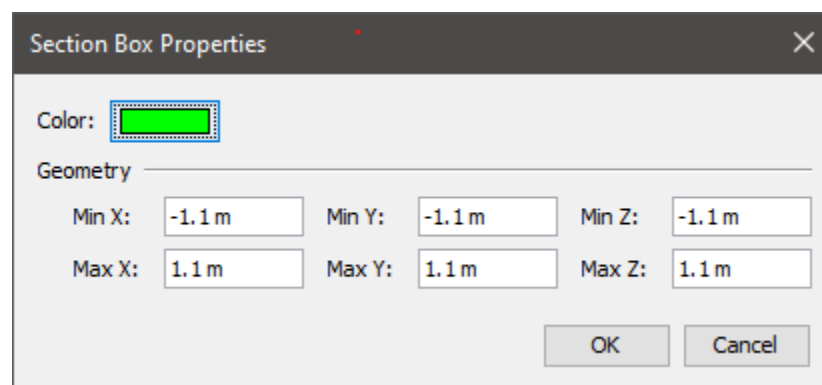 Section Box Properties
Color:
Geometry
Min X: -1.1 m Min Y: -1.1 m Min Z: -1.1 m
Max X: 1.1 m Max Y: 1.1 m Max Z: 1.1 m
OK Cancel